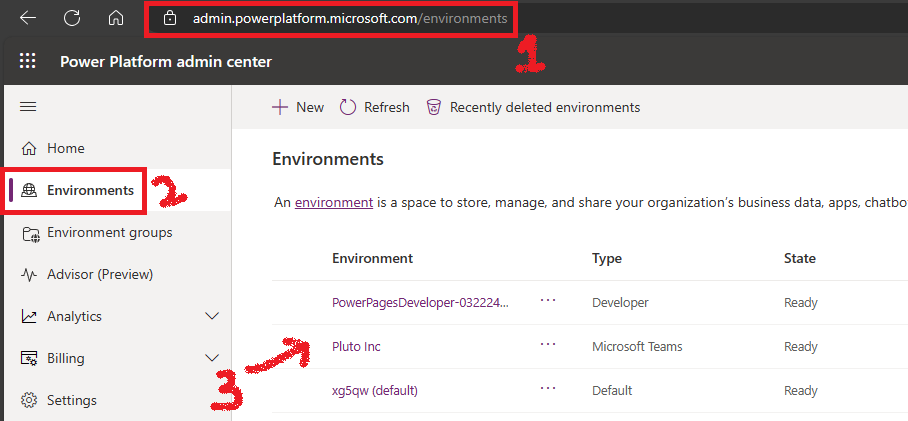 admin.powerplatform.microsoft.com/environments
1
Power Platform admin center
New Refresh Recently deleted environments
Home
Environments
2
Environment groups
Advisor (Preview)
Analytics
Billing
Settings
Environments
An environment is a space to store, manage, and share your organization's business data, apps, chatbo
Environment Type State
PowerPagesDeveloper-032224... ... Developer Ready
Pluto Inc ... Microsoft Teams Ready
3
xg5qw (default) ... Default Ready